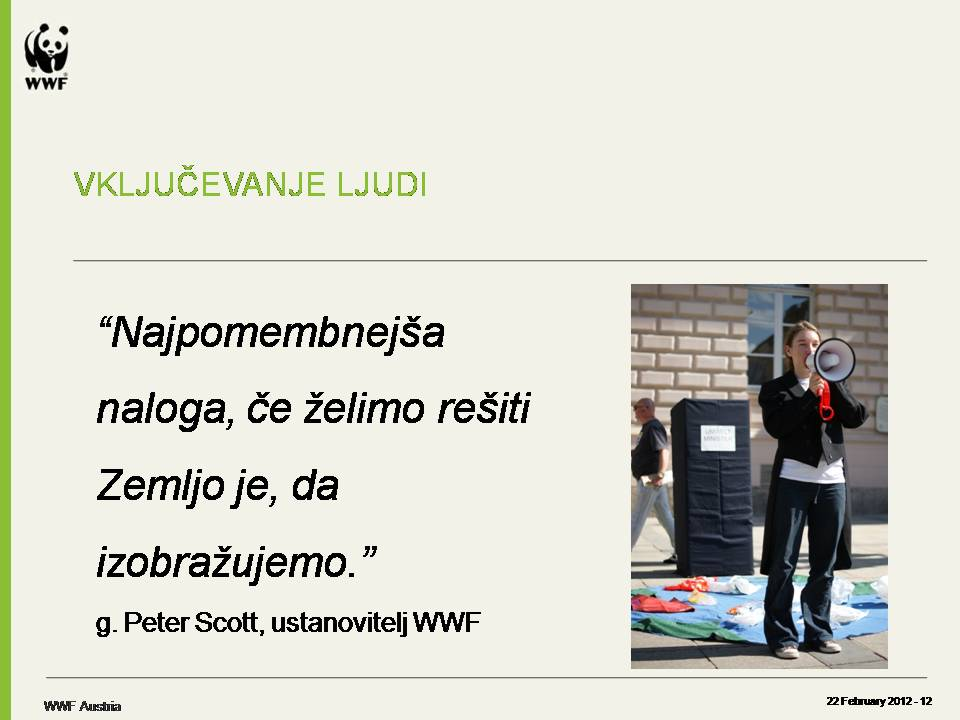 WWF
VKLJUČEVANJE LJUDI
“Najpomembnejša
naloga, če želimo rešiti
Zemljo je, da
izobražujemo.”
g. Peter Scott, ustanovitelj WWF
MINISTER
WWF Austria
22 February 2012 - 12